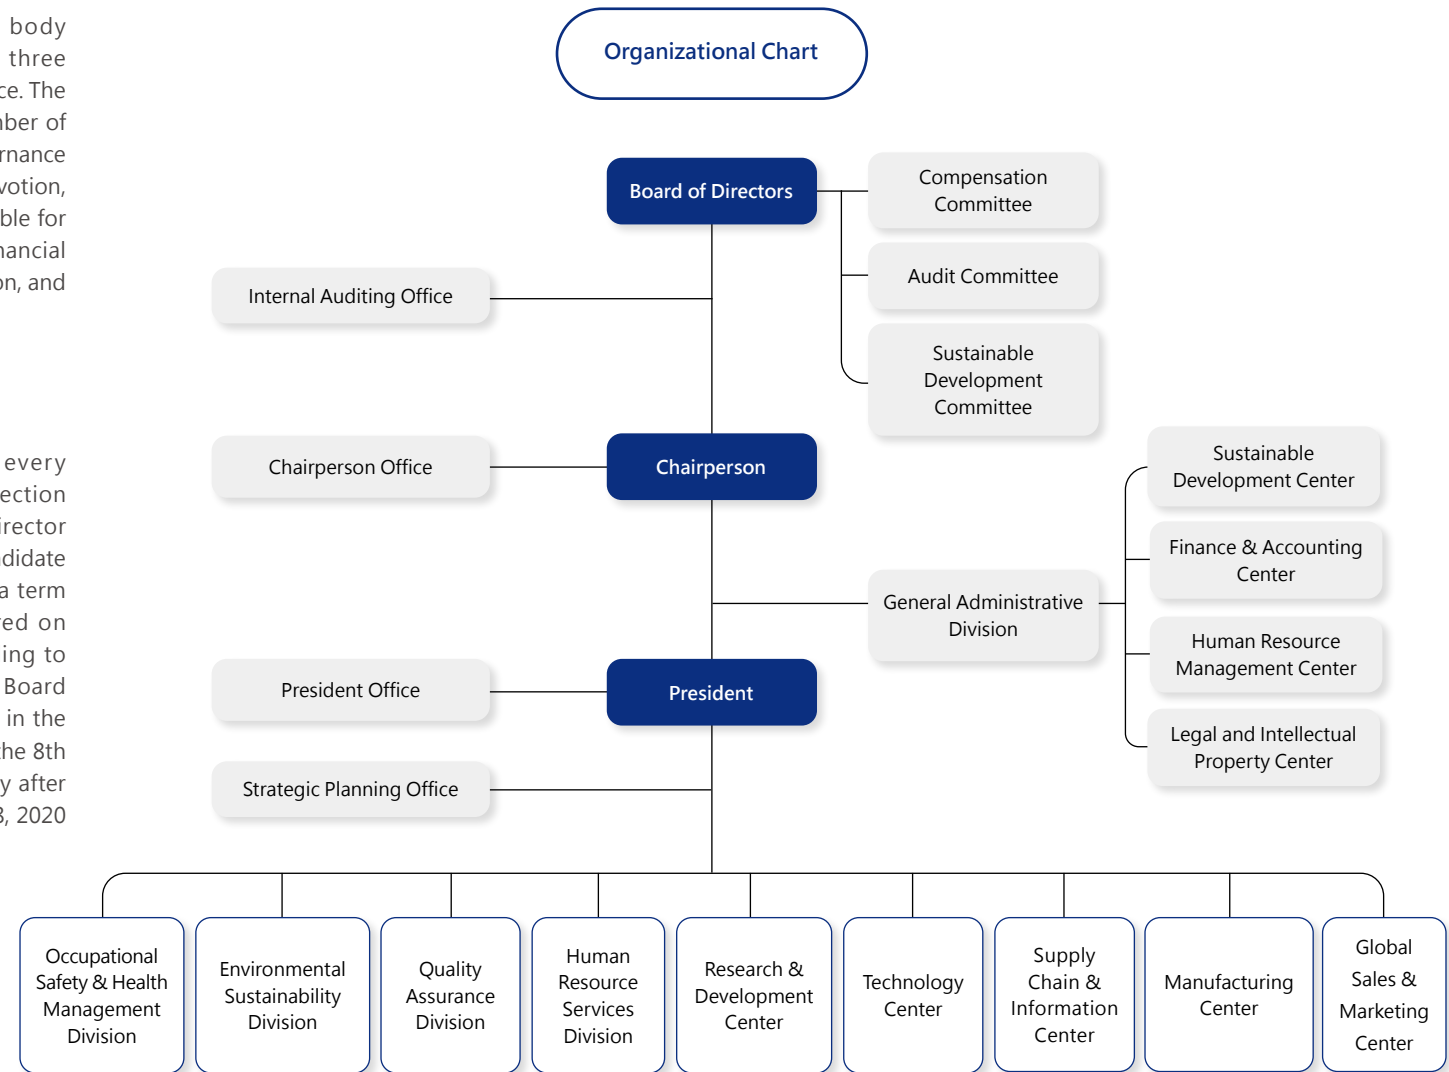 body
three
ce. The
nber of
ernance
votion,
ble for
nancial
on, and
every
ection
irector
ndidate
a term
ed on
ing to
Board
in the
the 8th
y after
8, 2020
Organizational Chart
Board of Directors
Compensation
Committee
Audit Committee
Sustainable
Development
Committee
Internal Auditing Office
Chairperson Office
Chairperson
Sustainable
Development Center
Finance & Accounting
Center
General Administrative
Division
Human Resource
Management Center
Legal and Intellectual
Property Center
President Office
President
Strategic Planning Office
Occupational
Safety & Health
Management
Division
Environmental
Sustainability
Division
Quality
Assurance
Division
Human
Resource
Services
Division
Research &
Development
Center
Technology
Center
Supply
Chain &
Information
Center
Manufacturing
Center
Global
Sales &
Marketing
Center